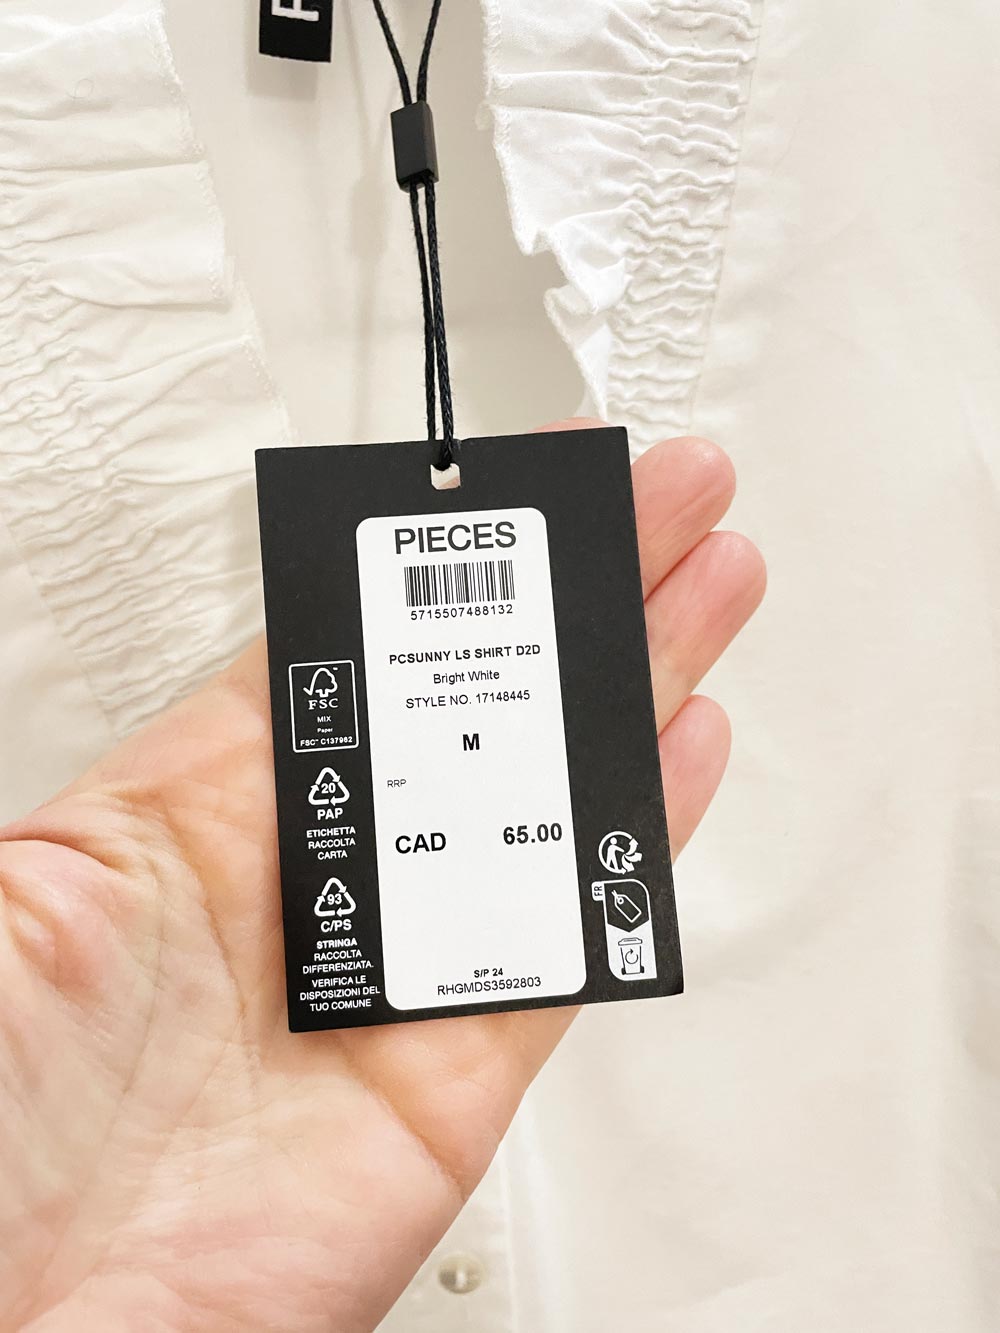 PIECES
5715507488132
PCSUNNY LS SHIRT D2D
Bright White
STYLE NO. 17148445
M
RRP
CAD 65.00
S/P 24
RHGMDS3592803
FSC
MIX
Paper
FSC™ C137982
20
PAP
ETICHETTA
RACCOLTA
CARTA
93
C/PS
STRINGA
RACCOLTA
DIFFERENZIATA.
VERIFICA LE
DISPOSIZIONI DEL
TUO COMUNE
FR